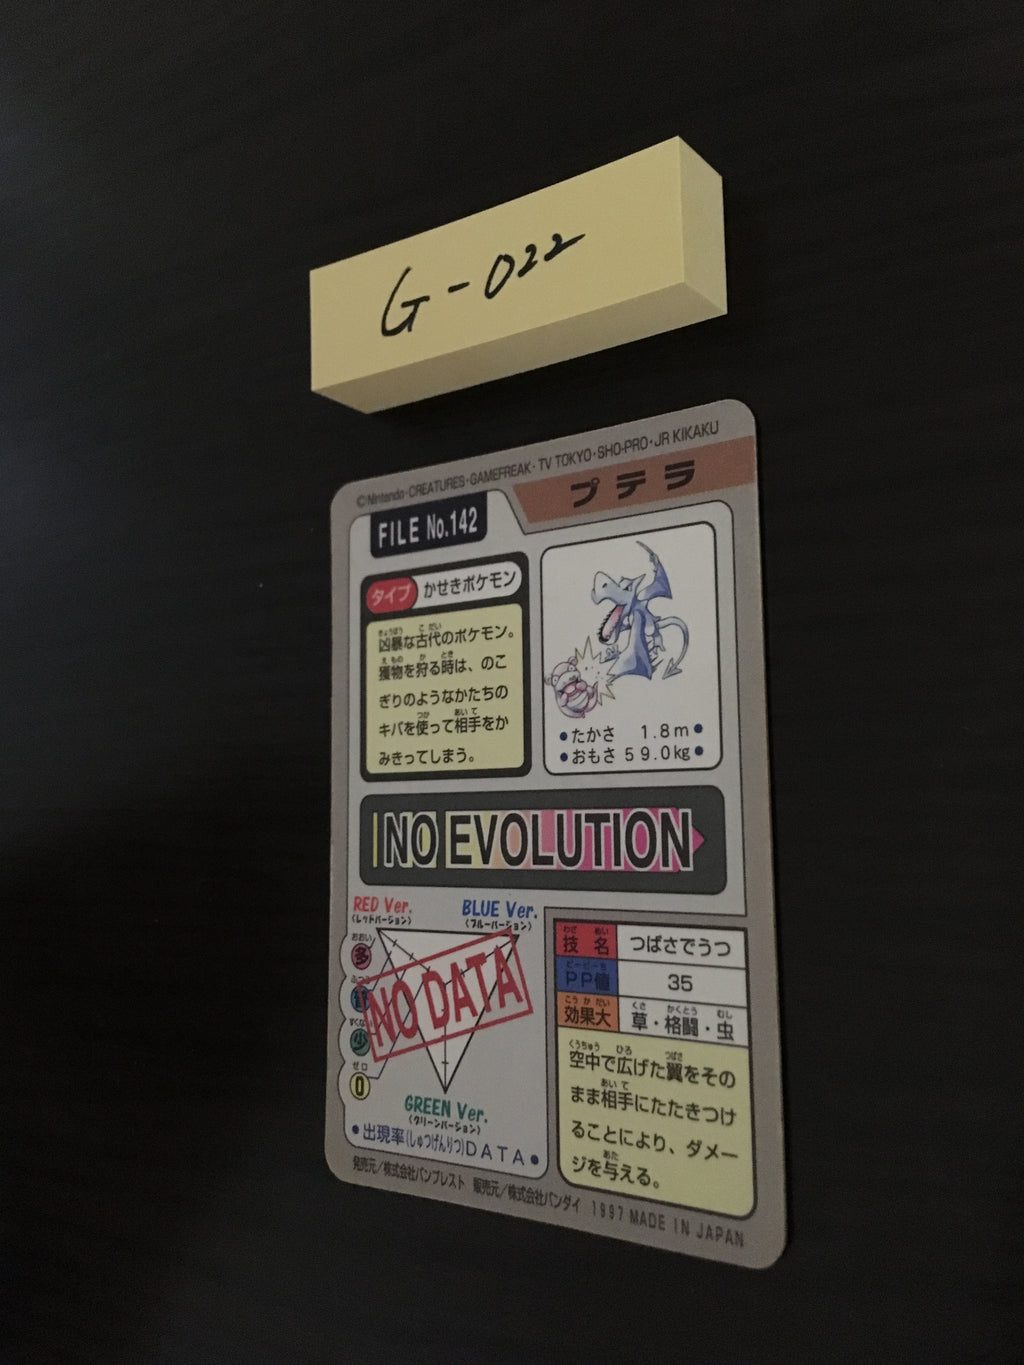 G-022
©Nintendo・CREATURES・GAMEFREAK・TV TOKYO・SHO-PRO・JR KIKAKU
プテラ
FILE No.142
タイプ かせきポケモン
凶暴な古代のポケモン。
獲物を狩る時は、のこ
ぎりのようなかたちの
キバを使って相手をか
みきってしまう。
•たかさ 1.8m•
•おもさ 59.0kg•
NO EVOLUTION
RED Ver.
(レッドバージョン)
BLUE Ver.
(ブルーバージョン)
おおい
多
少
ゼロ
0
NO DATA
GREEN Ver.
(グリーンバージョン)
•出現率(しゅつげんりつ)DATA•
技名 つばさでうつ
PP値 35
効果大 草・格闘・虫
空中で広げた翼をその
まま相手にたたきつけ
ることにより、ダメー
ジを与える。
発売元/株式会社バンプレスト 販売元/株式会社バンダイ 1997 MADE IN JAPAN